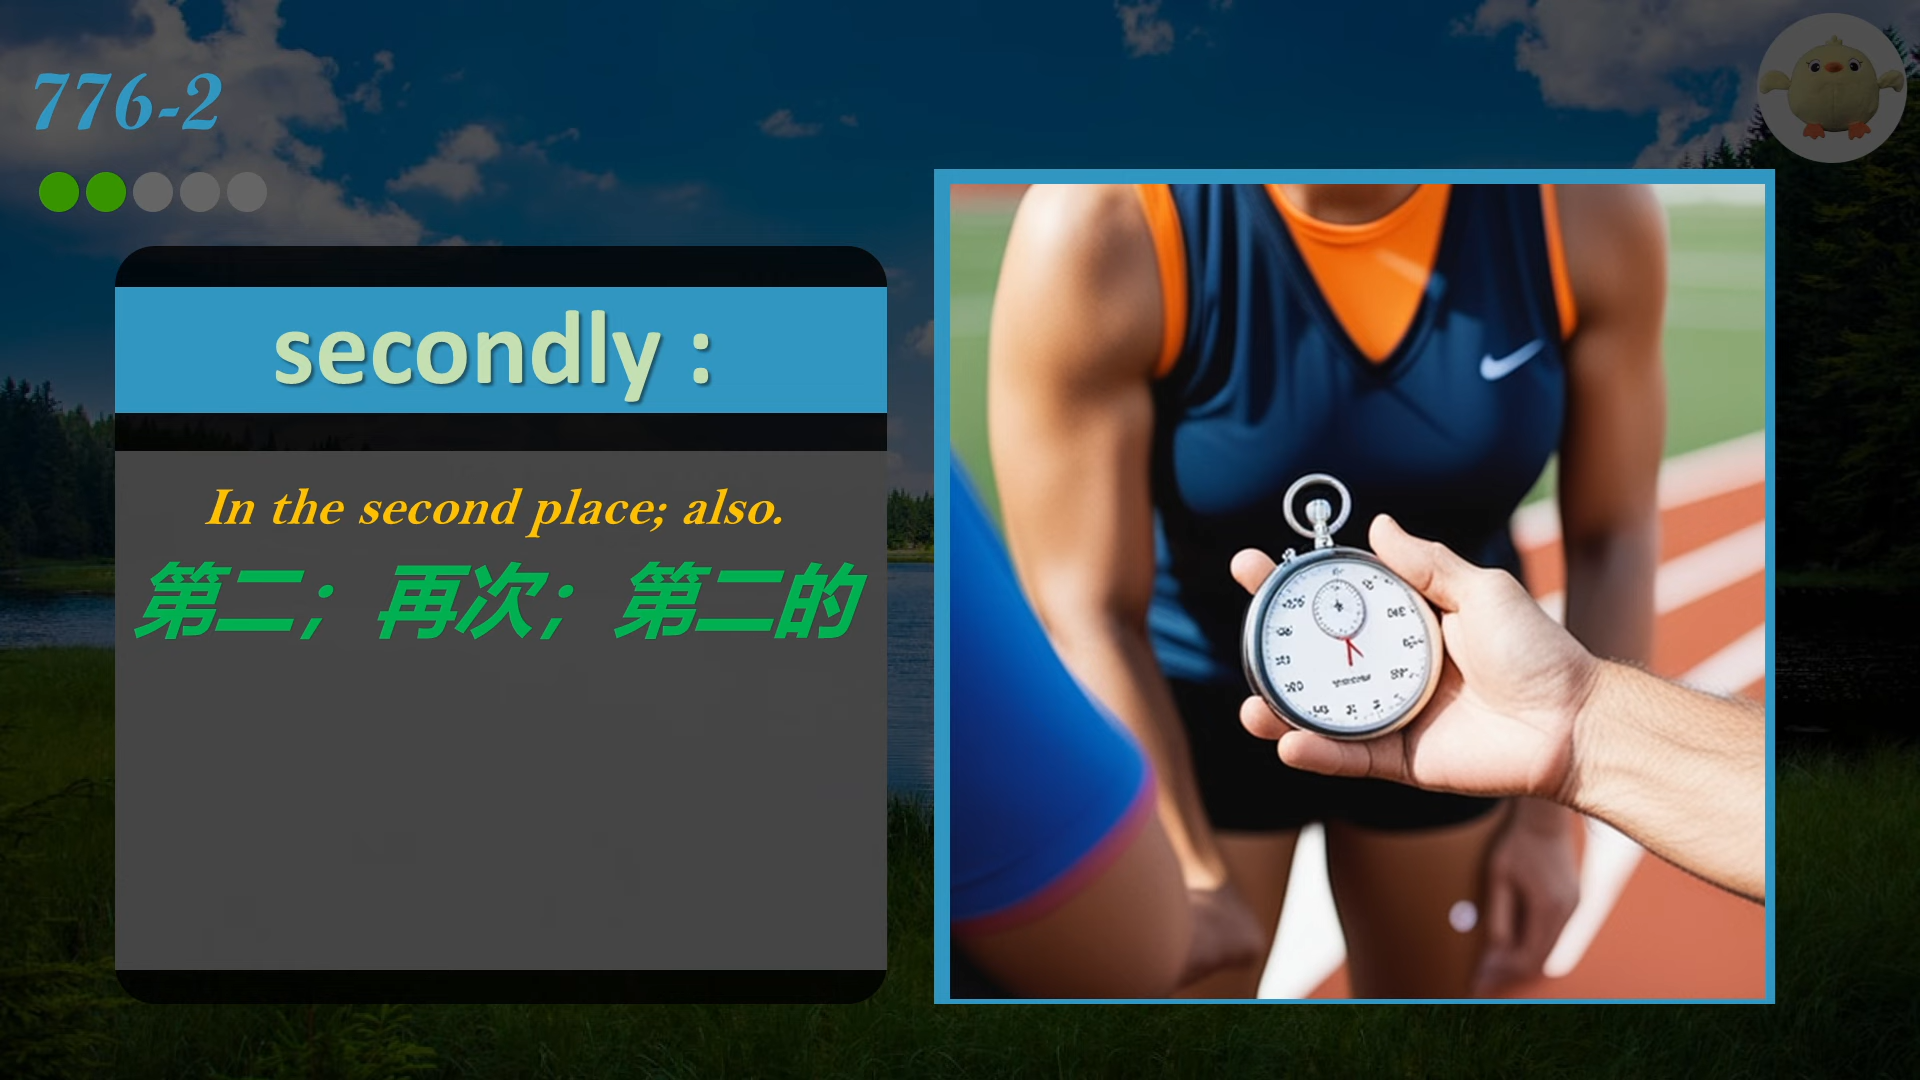 776-2
secondly :
In the second place; also.
第二；再次；第二的